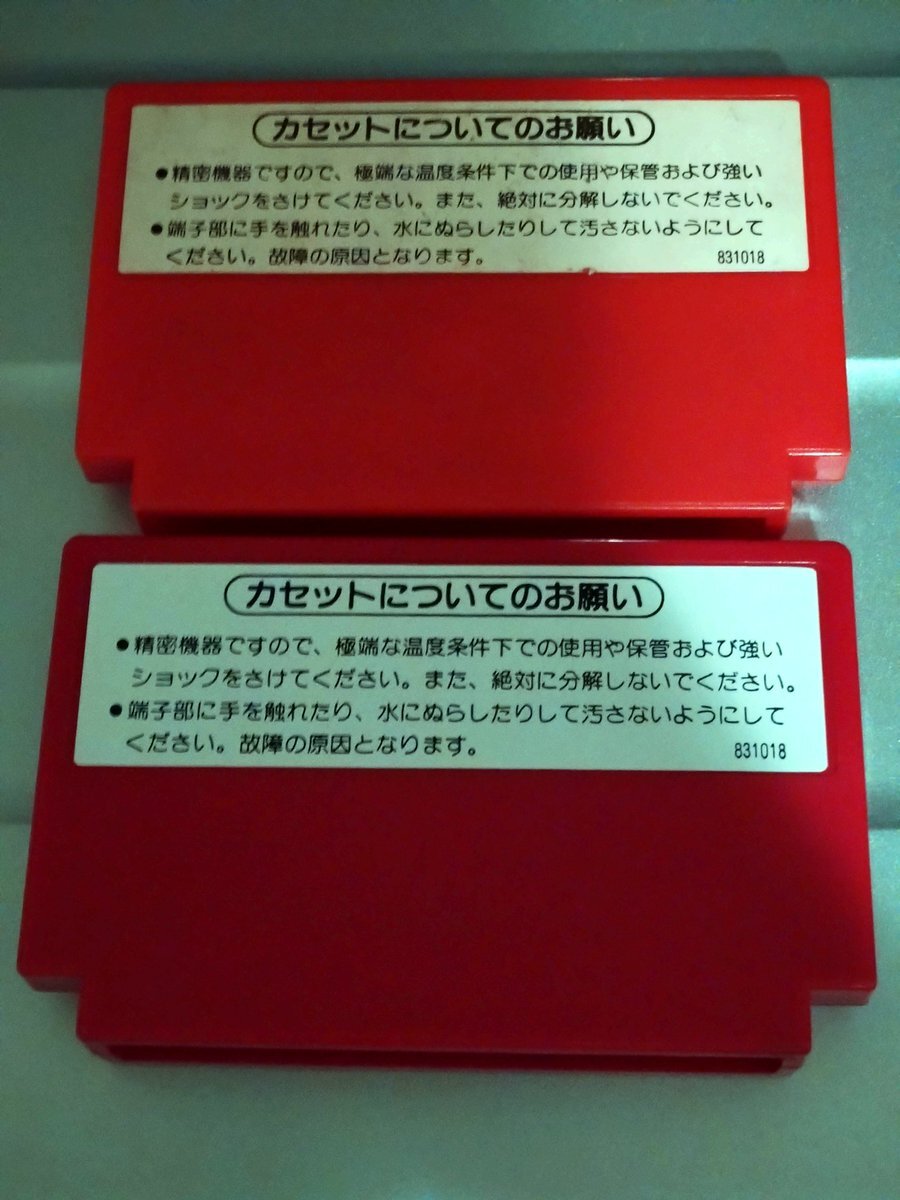 カセットについてのお願い
●精密機器ですので、極端な温度条件下での使用や保管および強い
ショックをさけてください。また、絶対に分解しないでください。
●端子部に手を触れたり、水にぬらしたりして汚さないようにして
ください。故障の原因となります。 831018
カセットについてのお願い
●精密機器ですので、極端な温度条件下での使用や保管および強い
ショックをさけてください。また、絶対に分解しないでください。
●端子部に手を触れたり、水にぬらしたりして汚さないようにして
ください。故障の原因となります。 831018